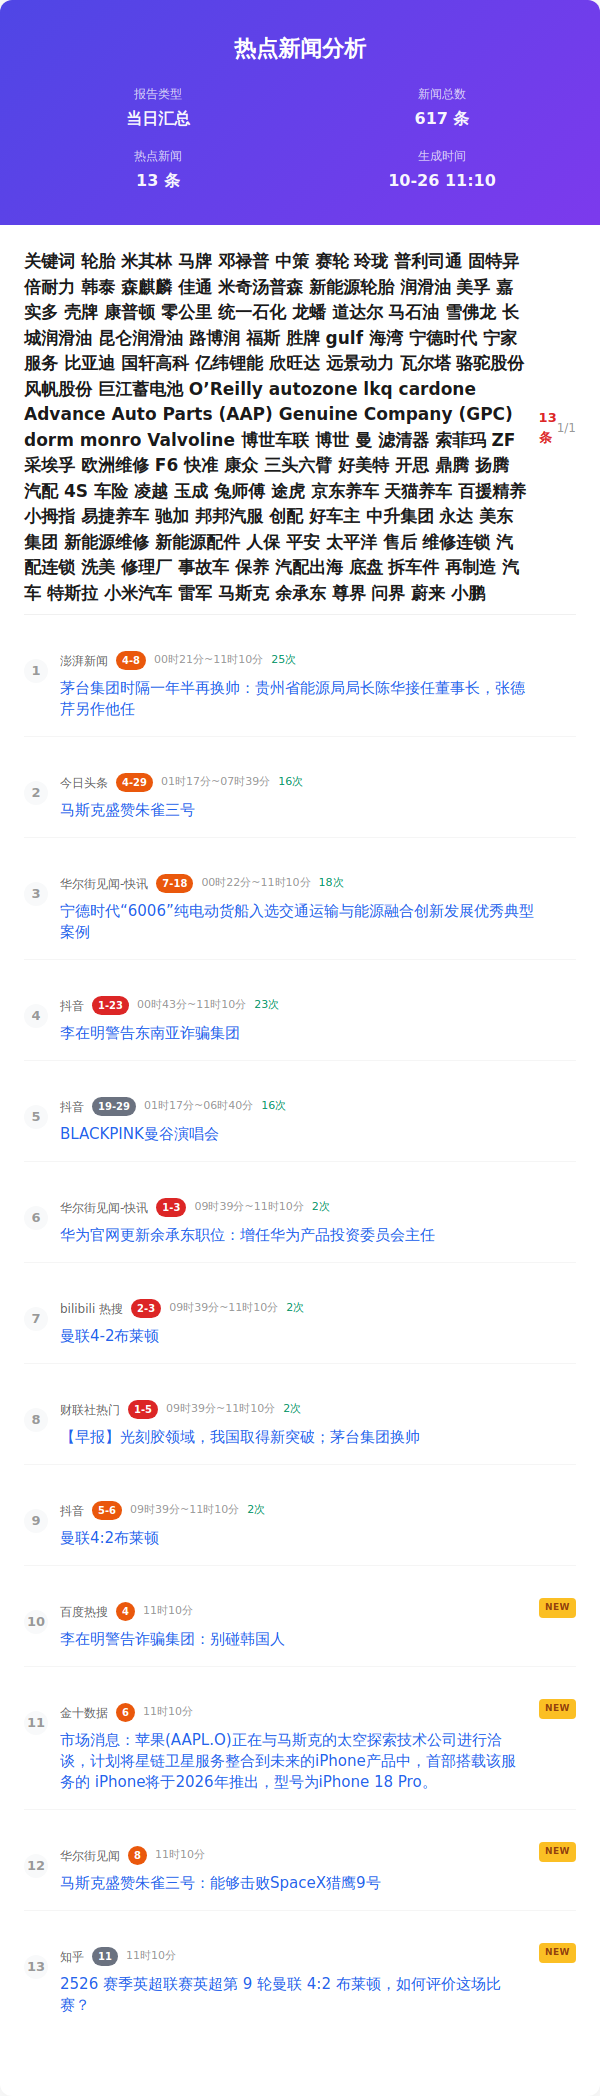 热点新闻分析
报告类型
新闻总数
当日汇总
617 条
热点新闻
生成时间
13 条
10-26 11:10
关键词 轮胎 米其林 马牌 邓禄普 中策 赛轮 玲珑 普利司通 固特异
倍耐力 韩泰 森麒麟 佳通 米奇汤普森 新能源轮胎 润滑油 美孚 嘉
实多 壳牌 康普顿 零公里 统一石化 龙蟠 道达尔 马石油 雪佛龙 长
城润滑油 昆仑润滑油 路博润 福斯 胜牌 gulf 海湾 宁德时代 宁家
服务 比亚迪 国轩高科 亿纬锂能 欣旺达 远景动力 瓦尔塔 骆驼股份
风帆股份 巨江蓄电池 O’Reilly autozone lkq cardone
Advance Auto Parts (AAP) Genuine Company (GPC)
dorm monro Valvoline 博世车联 博世 曼 滤清器 索菲玛 ZF
采埃孚 欧洲维修 F6 快准 康众 三头六臂 好美特 开思 鼎腾 扬腾
汽配 4S 车险 凌越 玉成 兔师傅 途虎 京东养车 天猫养车 百援精养
小拇指 易捷养车 驰加 邦邦汽服 创配 好车主 中升集团 永达 美东
集团 新能源维修 新能源配件 人保 平安 太平洋 售后 维修连锁 汽
配连锁 洗美 修理厂 事故车 保养 汽配出海 底盘 拆车件 再制造 汽
车 特斯拉 小米汽车 雷军 马斯克 余承东 尊界 问界 蔚来 小鹏
13
条
1/1
1
澎湃新闻 4-8 00时21分~11时10分 25次
茅台集团时隔一年半再换帅：贵州省能源局局长陈华接任董事长，张德
芹另作他任
2
今日头条 4-29 01时17分~07时39分 16次
马斯克盛赞朱雀三号
3
华尔街见闻-快讯 7-18 00时22分~11时10分 18次
宁德时代“6006”纯电动货船入选交通运输与能源融合创新发展优秀典型
案例
4
抖音 1-23 00时43分~11时10分 23次
李在明警告东南亚诈骗集团
5
抖音 19-29 01时17分~06时40分 16次
BLACKPINK曼谷演唱会
6
华尔街见闻-快讯 1-3 09时39分~11时10分 2次
华为官网更新余承东职位：增任华为产品投资委员会主任
7
bilibili 热搜 2-3 09时39分~11时10分 2次
曼联4-2布莱顿
8
财联社热门 1-5 09时39分~11时10分 2次
【早报】光刻胶领域，我国取得新突破；茅台集团换帅
9
抖音 5-6 09时39分~11时10分 2次
曼联4:2布莱顿
10
百度热搜 4 11时10分
NEW
李在明警告诈骗集团：别碰韩国人
11
金十数据 6 11时10分
NEW
市场消息：苹果(AAPL.O)正在与马斯克的太空探索技术公司进行洽
谈，计划将星链卫星服务整合到未来的iPhone产品中，首部搭载该服
务的 iPhone将于2026年推出，型号为iPhone 18 Pro。
12
华尔街见闻 8 11时10分
NEW
马斯克盛赞朱雀三号：能够击败SpaceX猎鹰9号
13
知乎 11 11时10分
NEW
2526 赛季英超联赛英超第 9 轮曼联 4:2 布莱顿，如何评价这场比
赛？